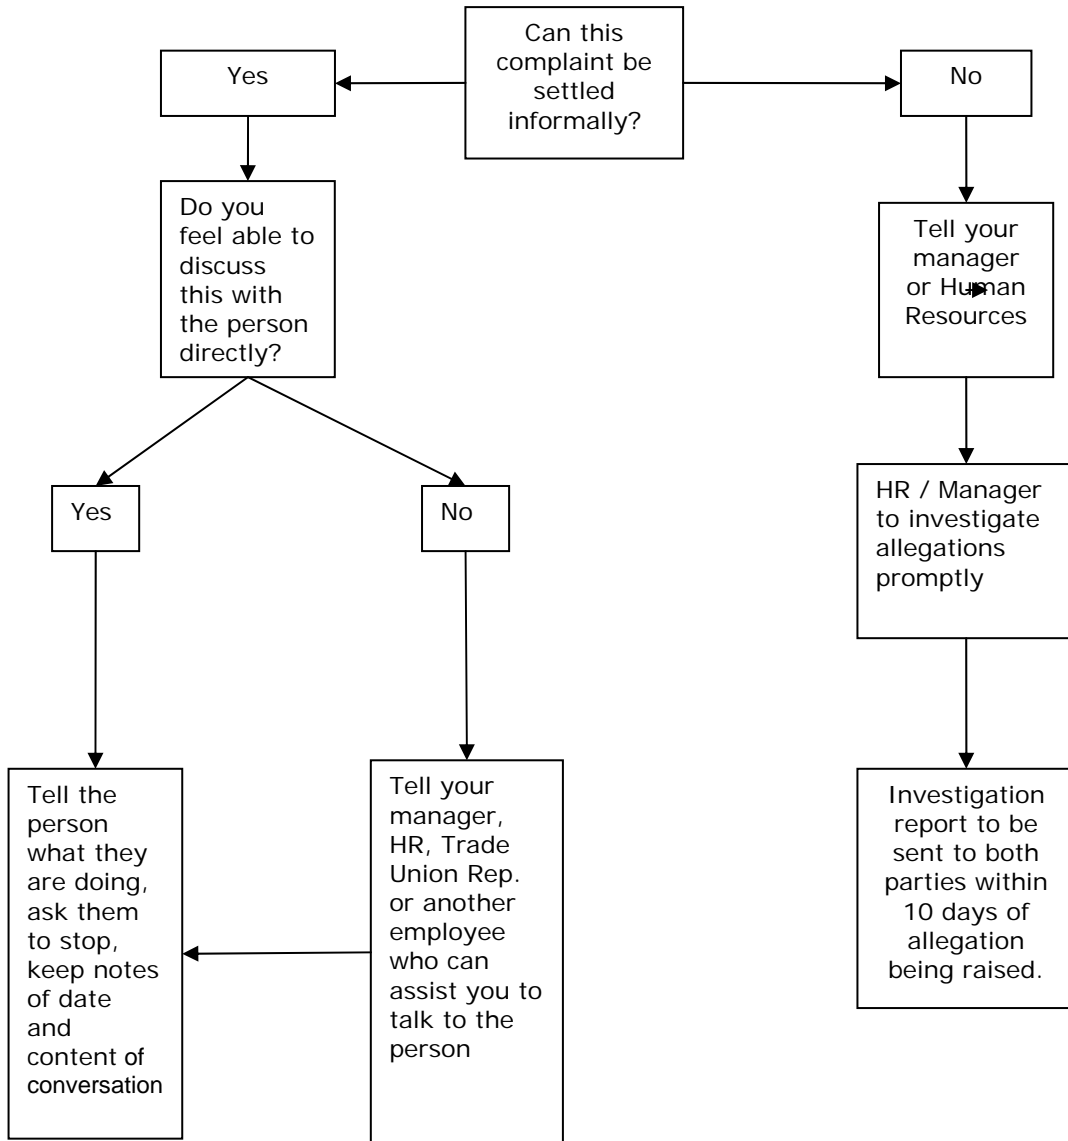 Can this
complaint be
settled
informally?
Yes
No
Do you
feel able to
discuss
this with
the person
directly?
Tell your
manager
or Human
Resources
Yes
No
HR / Manager
to investigate
allegations
promptly
Tell the
person
what they
are doing,
ask them
to stop,
keep notes
of date
and
content of
conversation
Tell your
manager,
HR, Trade
Union Rep.
or another
employee
who can
assist you to
talk to the
person
Investigation
report to be
sent to both
parties within
10 days of
allegation
being raised.